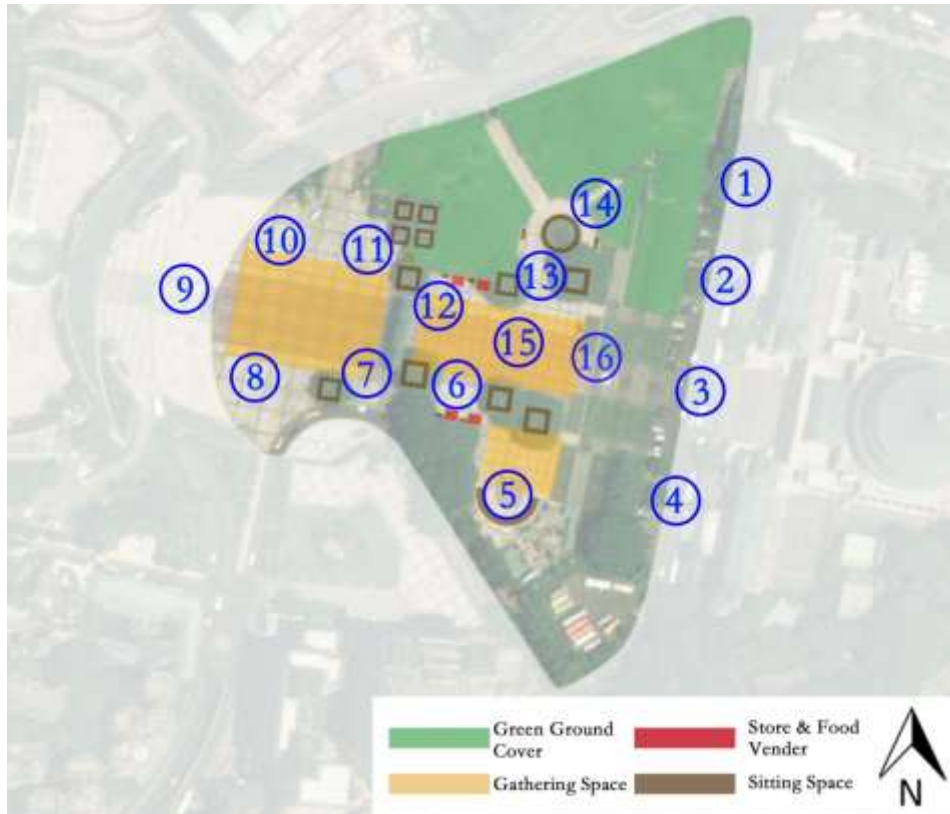 1
14
10
11
13
2
9
12
15
16
8
7
6
3
5
4
Green Ground
Cover
Store & Food
Vender
Gathering Space
Sitting Space
N